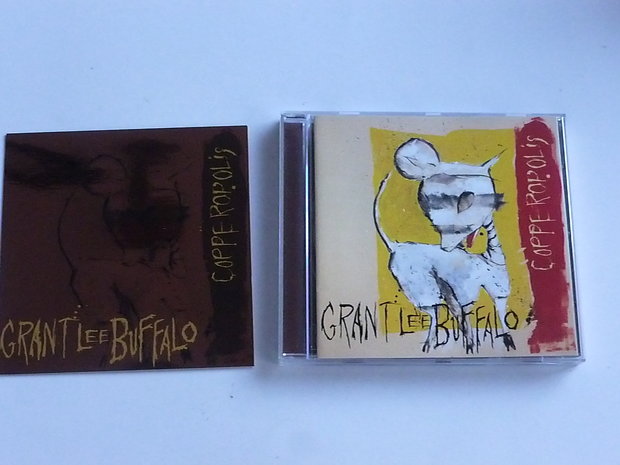 COPPEROPOLIS
GRANT LEE BUFFALO
COPPEROPOLIS
GRANT LEE BUFFALO